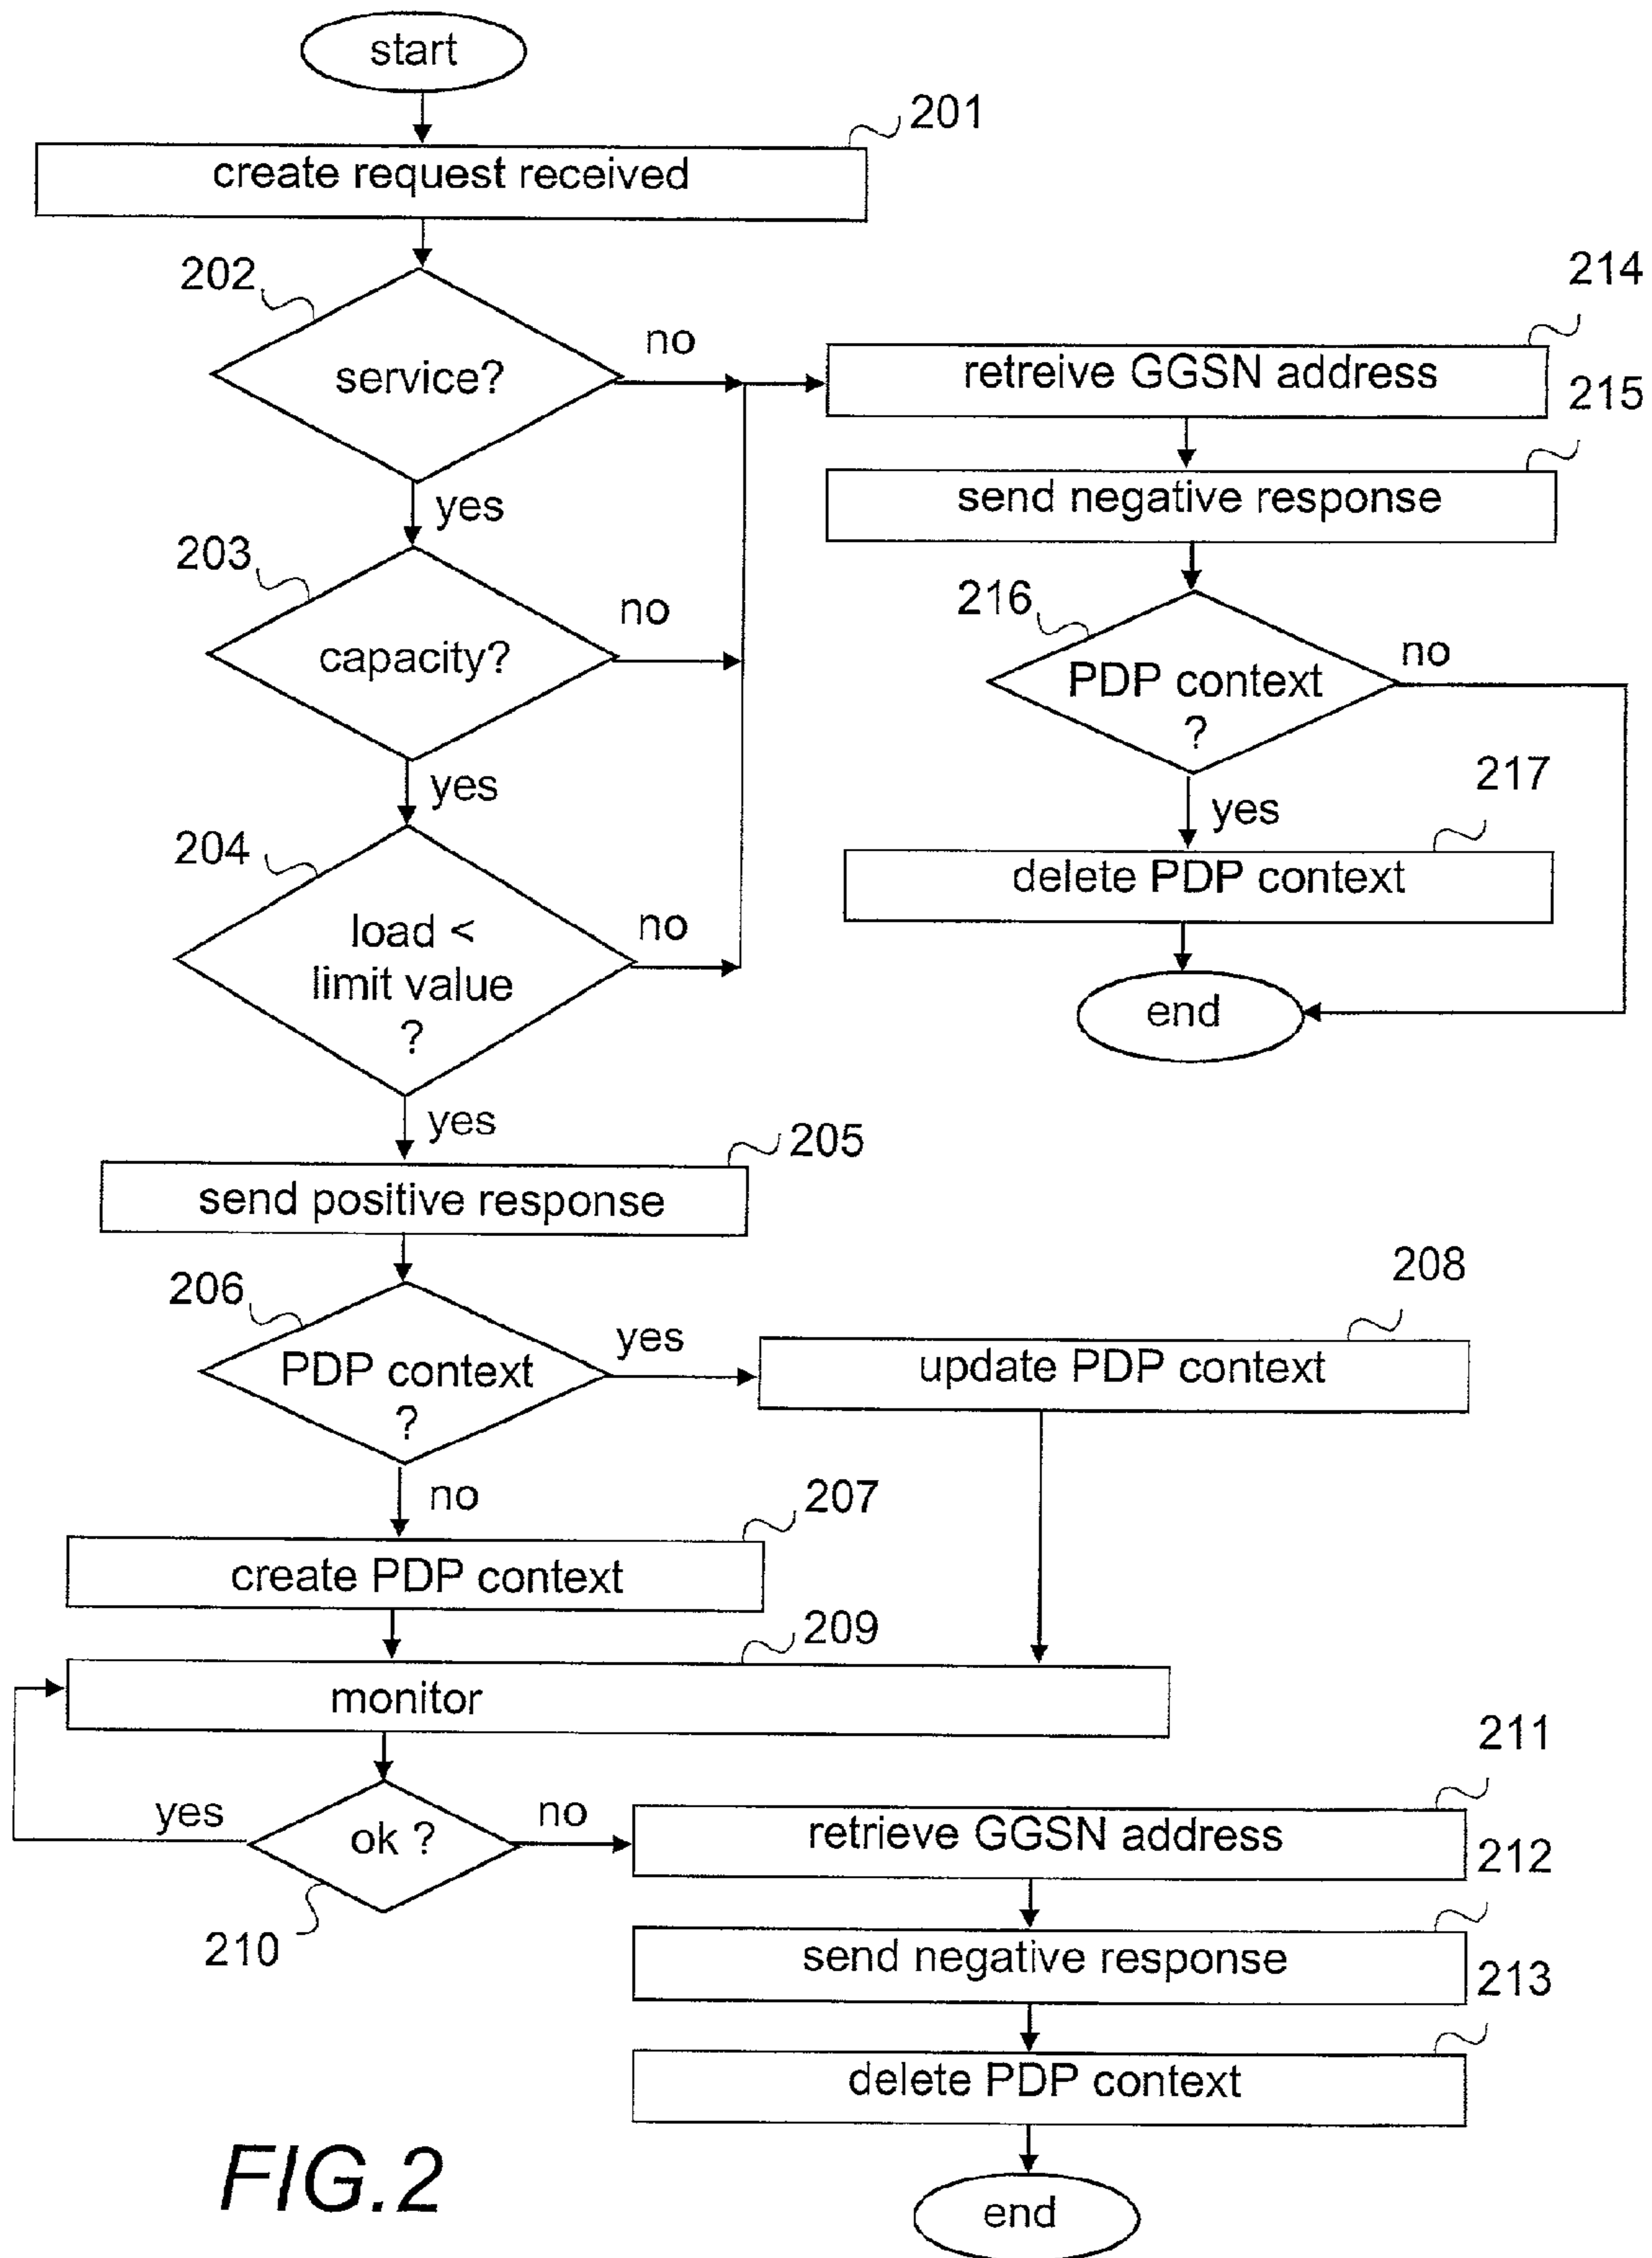 start
201
create request received
202
service?
no
214
retreive GGSN address
215
send negative response
yes
203
capacity?
no
216
PDP context
?
no
yes
217
delete PDP context
end
yes
204
load <
limit value
?
no
yes
205
send positive response
206
PDP context
?
yes
208
update PDP context
no
207
create PDP context
209
monitor
yes
ok ?
no
210
211
retrieve GGSN address
212
send negative response
213
delete PDP context
end
FIG.2